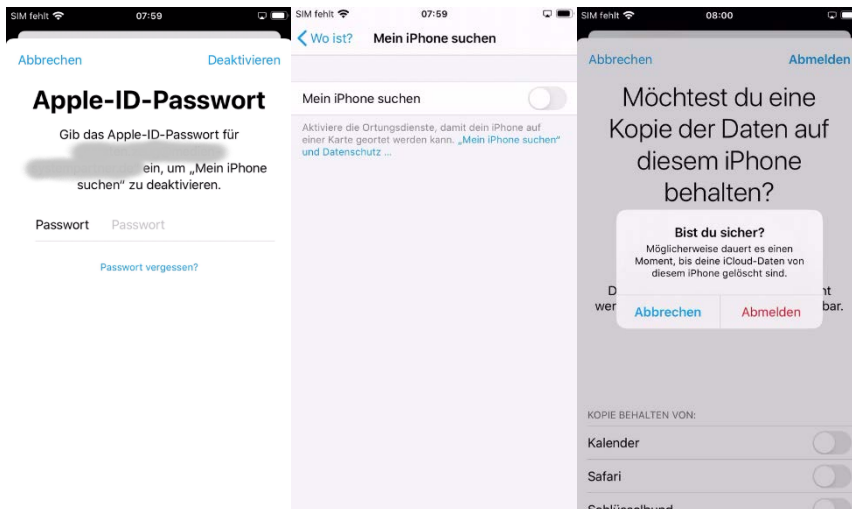 SIM fehlt 07:59
Abbrechen Deaktivieren
Apple-ID-Passwort
Gib das Apple-ID-Passwort für
ein, um „Mein iPhone
suchen“ zu deaktivieren.
Passwort Passwort
Passwort vergessen?
SIM fehlt 07:59
Wo ist? Mein iPhone suchen
Mein iPhone suchen
Aktiviere die Ortungsdienste, damit dein iPhone auf
einer Karte geortet werden kann. „Mein iPhone suchen“
und Datenschutz ...
SIM fehlt 08:00
Abbrechen Abmelden
Möchtest du eine
Kopie der Daten auf
diesem iPhone
behalten?
Bist du sicher?
Möglicherweise dauert es einen
Moment, bis deine iCloud-Daten von
diesem iPhone gelöscht sind.
Abbrechen Abmelden
KOPIE BEHALTEN VON:
Kalender
Safari
Schlüsselbund